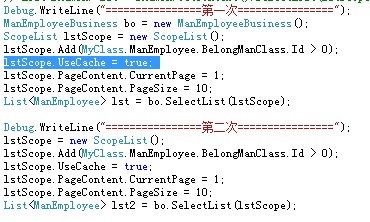 Debug.WriteLine("===============第一次===============");
ManEmployeeBusiness bo = new ManEmployeeBusiness();
ScopeList lstScope = new ScopeList();
lstScope.Add(MyClass.ManEmployee.BelongManClass.Id > 0);
lstScope.UseCache = true;
lstScope.PageContent.CurrentPage = 1;
lstScope.PageContent.PageSize = 10;
List<ManEmployee> lst = bo.SelectList(lstScope);
Debug.WriteLine("===============第二次===============");
lstScope = new ScopeList();
lstScope.Add(MyClass.ManEmployee.BelongManClass.Id > 0);
lstScope.UseCache = true;
lstScope.PageContent.CurrentPage = 1;
lstScope.PageContent.PageSize = 10;
List<ManEmployee> lst2 = bo.SelectList(lstScope);